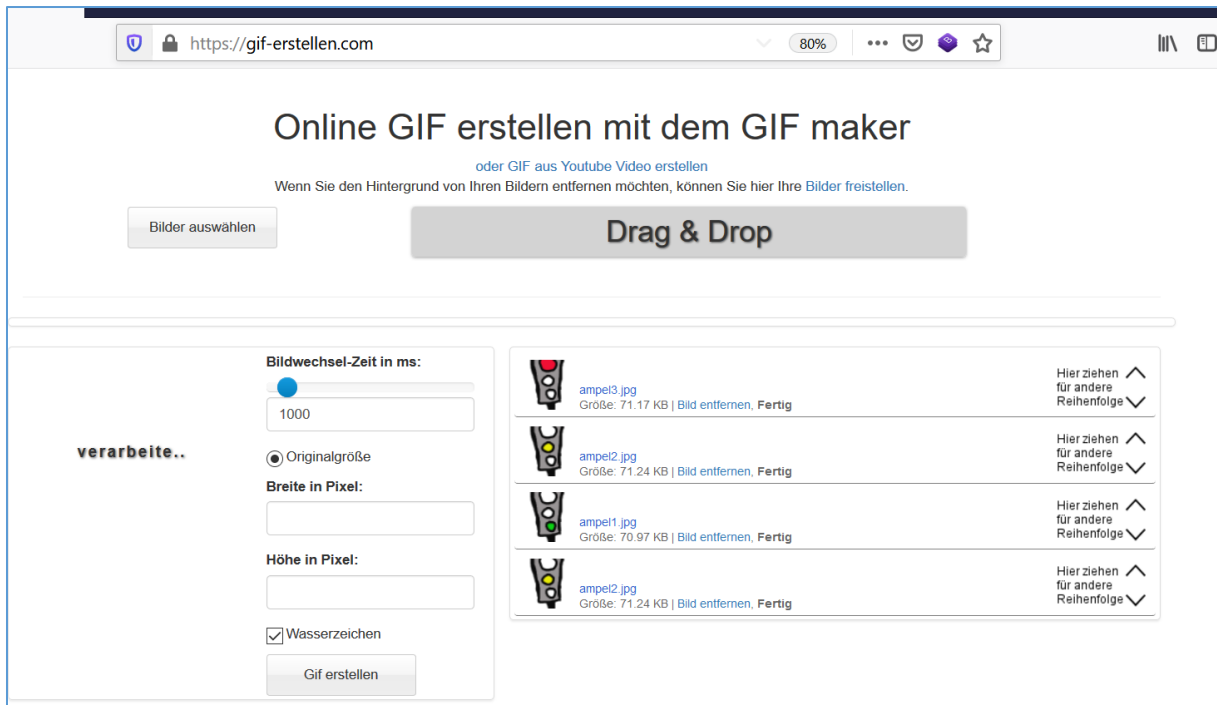 https://gif-erstellen.com
80%
Online GIF erstellen mit dem GIF maker
oder GIF aus Youtube Video erstellen
Wenn Sie den Hintergrund von Ihren Bildern entfernen möchten, können Sie hier Ihre Bilder freistellen.
Bilder auswählen
Drag & Drop
verarbeite..
Bildwechsel-Zeit in ms:
1000
Originalgröße
Breite in Pixel:
Höhe in Pixel:
Wasserzeichen
Gif erstellen
ampel3.jpg
Größe: 71.17 KB | Bild entfernen, Fertig
Hier ziehen
für andere
Reihenfolge
ampel2.jpg
Größe: 71.24 KB | Bild entfernen, Fertig
Hier ziehen
für andere
Reihenfolge
ampel1.jpg
Größe: 70.97 KB | Bild entfernen, Fertig
Hier ziehen
für andere
Reihenfolge
ampel2.jpg
Größe: 71.24 KB | Bild entfernen, Fertig
Hier ziehen
für andere
Reihenfolge